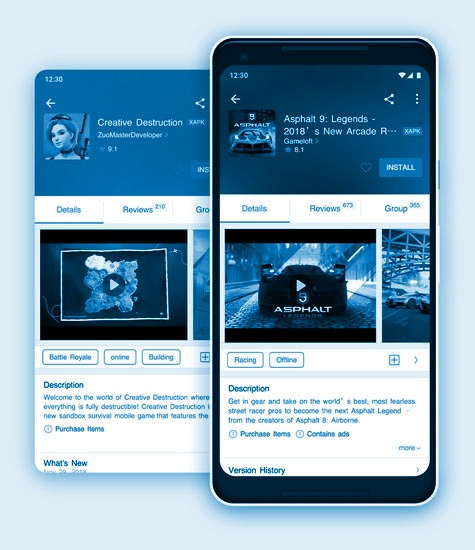 12:30
Creative Destruction XAPK
ZuoMasterDeveloper
9.1
INS
Details
Reviews 210
Gro
Battle Royale
online
Building
Description
Welcome to the world of Creative Destruction where
everything is fully destructible! Creative Destruction i
new sandbox survival mobile game that features the
Purchase Items
What's New
Nov 29, 2018
12:30
ASPHALT
9
Asphalt 9: Legends -
2018's New Arcade R... XAPK
Gameloft
8.1
INSTALL
Details
Reviews 673
Group 355
9
ASPHALT
LEGENDS
Racing
Offline
Description
Get in gear and take on the world's best, most fearless
street racer pros to become the next Asphalt Legend -
from the creators of Asphalt 8: Airborne.
Purchase Items
Contains ads
more
Version History